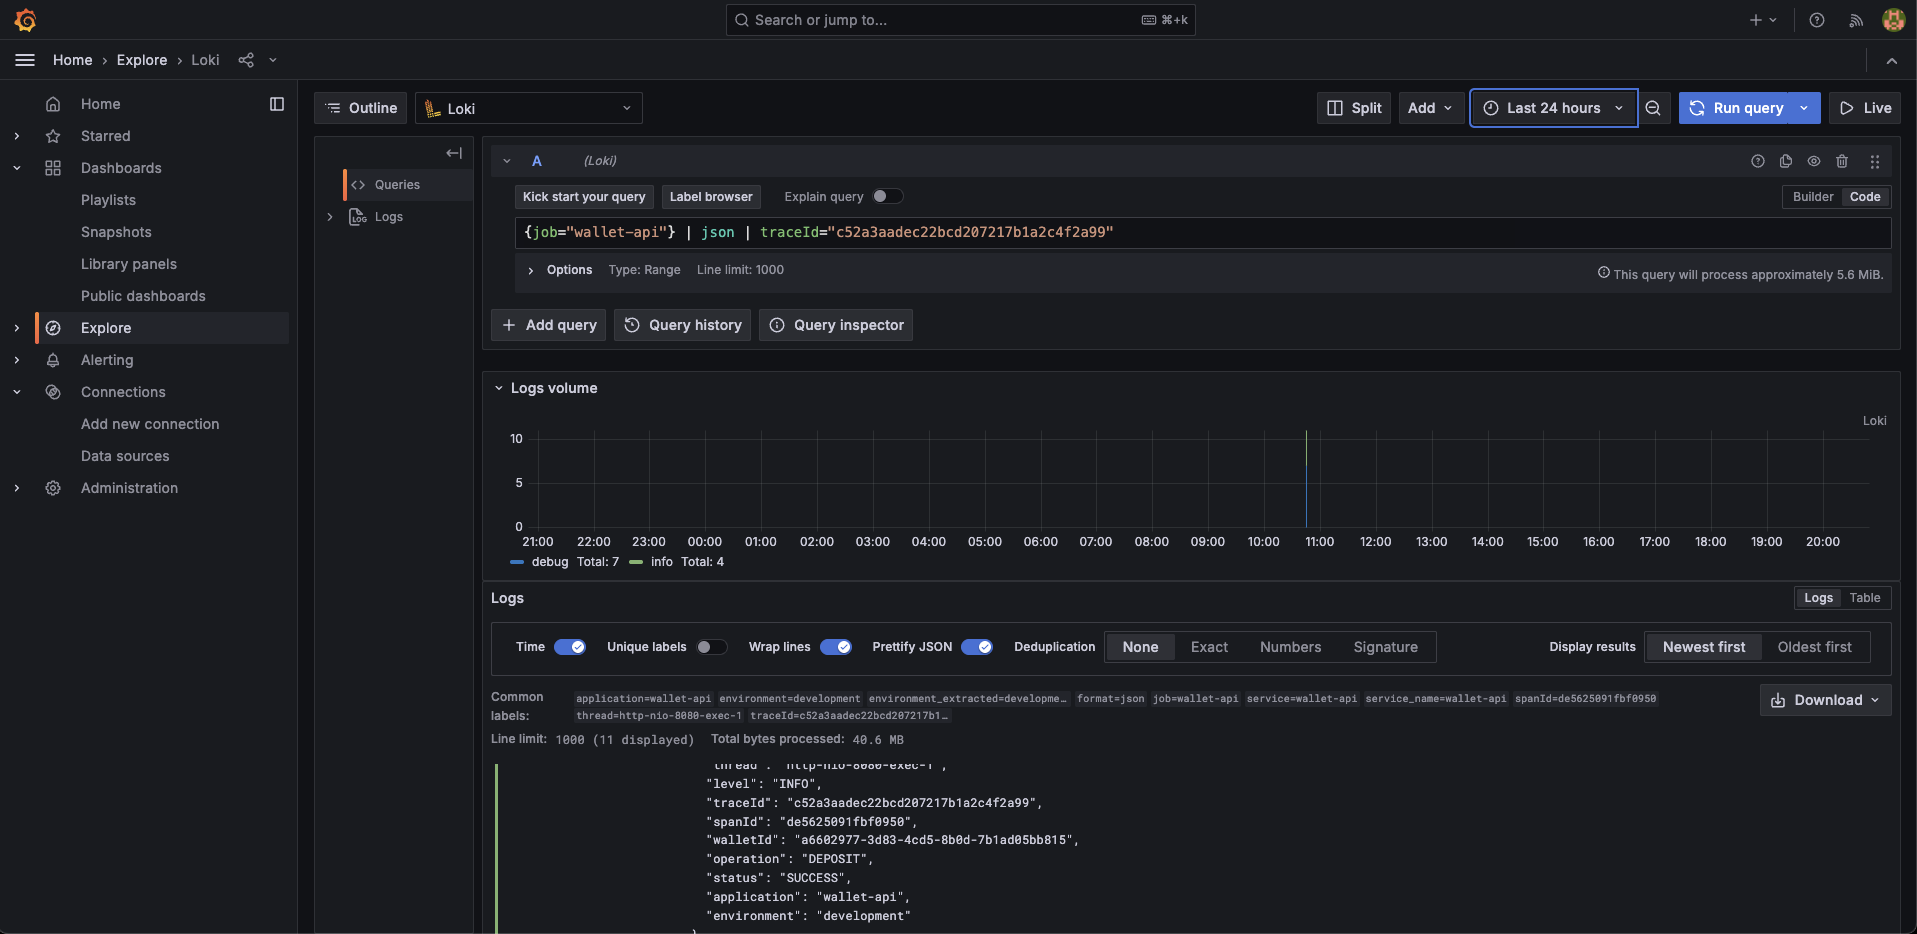 Search or jump to...
⌘+k
Home › Explore › Loki
Home
Starred
Dashboards
Playlists
Snapshots
Library panels
Public dashboards
Explore
Alerting
Connections
Add new connection
Data sources
Administration
Outline
Loki
Split
Add
Last 24 hours
Run query
Live
Queries
Logs
A (Loki)
Kick start your query
Label browser
Explain query
Builder
Code
{job="wallet-api"} | json | traceId="c52a3aadec22bcd207217b1a2c4f2a99"
Options Type: Range Line limit: 1000
This query will process approximately 5.6 MiB.
Add query
Query history
Query inspector
Logs volume
Loki
10
5
0
21:00 22:00 23:00 00:00 01:00 02:00 03:00 04:00 05:00 06:00 07:00 08:00 09:00 10:00 11:00 12:00 13:00 14:00 15:00 16:00 17:00 18:00 19:00 20:00
debug Total: 7 info Total: 4
Logs
Logs Table
Time Unique labels Wrap lines Prettify JSON Deduplication None Exact Numbers Signature Display results Newest first Oldest first
Common labels:
application=wallet-api environment=development environment_extracted=developme… format=json job=wallet-api service=wallet-api service_name=wallet-api spanId=de5625091fbf0950
thread=http-nio-8080-exec-1 traceId=c52a3aadec22bcd207217b1…
Download
Line limit: 1000 (11 displayed) Total bytes processed: 40.6 MB
"thread": "http-nio-8080-exec-1",
"level": "INFO",
"traceId": "c52a3aadec22bcd207217b1a2c4f2a99",
"spanId": "de5625091fbf0950",
"walletId": "a6602977-3d83-4cd5-8b0d-7b1ad05bb815",
"operation": "DEPOSIT",
"status": "SUCCESS",
"application": "wallet-api",
"environment": "development"